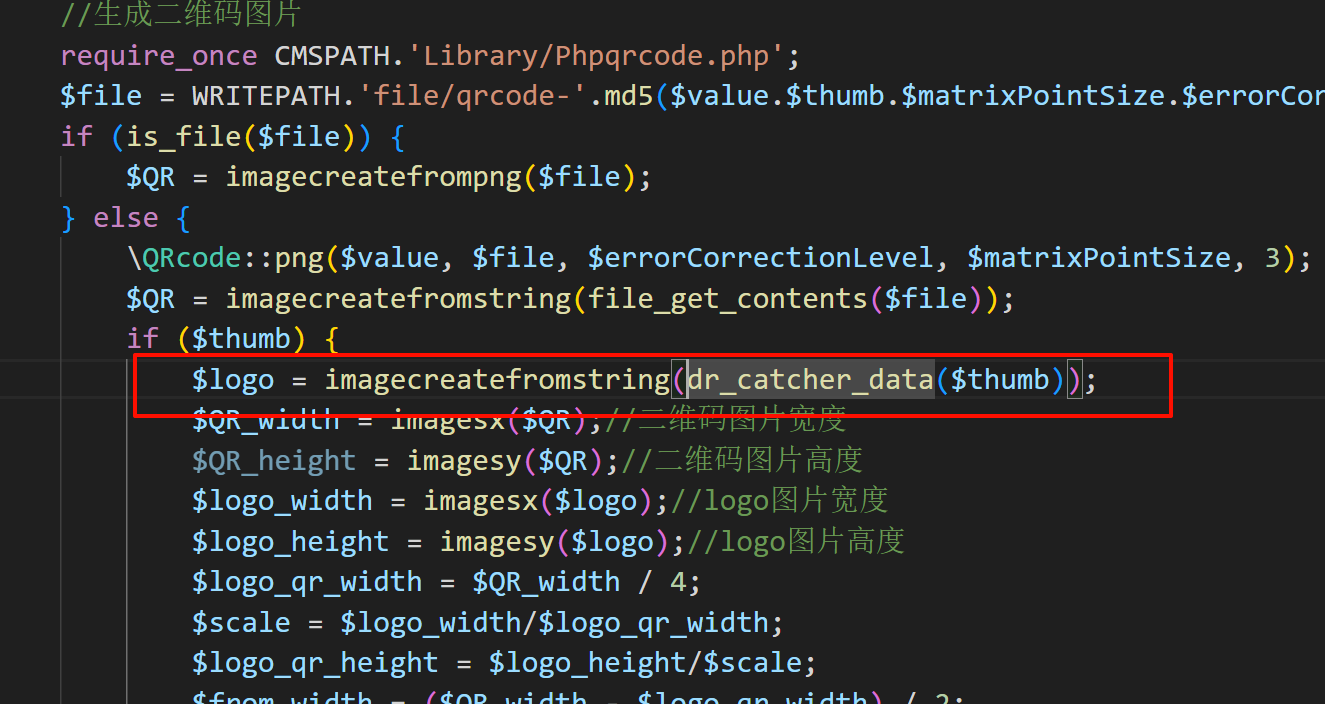 //生成二维码图片
require_once CMSPATH.'Library/Phpqrcode.php';
$file = WRITEPATH.'file/qrcode-'.md5($value.$thumb.$matrixPointSize.$errorCor
if (is_file($file)) {
$QR = imagecreatefrompng($file);
} else {
\QRcode::png($value, $file, $errorCorrectionLevel, $matrixPointSize, 3);
$QR = imagecreatefromstring(file_get_contents($file));
if ($thumb) {
$logo = imagecreatefromstring(dr_catcher_data($thumb));
$QR_width = imagesx($QR);//二维码图片宽度
$QR_height = imagesy($QR);//二维码图片高度
$logo_width = imagesx($logo);//logo图片宽度
$logo_height = imagesy($logo);//logo图片高度
$logo_qr_width = $QR_width / 4;
$scale = $logo_width/$logo_qr_width;
$logo_qr_height = $logo_height/$scale;
$from_width = ($QR_width - $logo_qr_width) / 2;